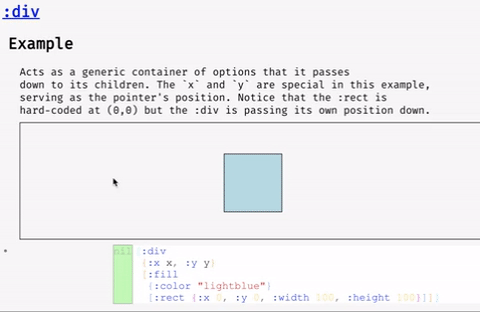 :div
Example
Acts as a generic container of options that it passes
down to its children. The `x` and `y` are special in this example,
serving as the pointer's position. Notice that the :rect is
hard-coded at (0,0) but the :div is passing its own position down.
nil :div
{:x x, :y y}
[:fill
{:color "lightblue"}
[:rect {:x 0, :y 0, :width 100, :height 100}]]]